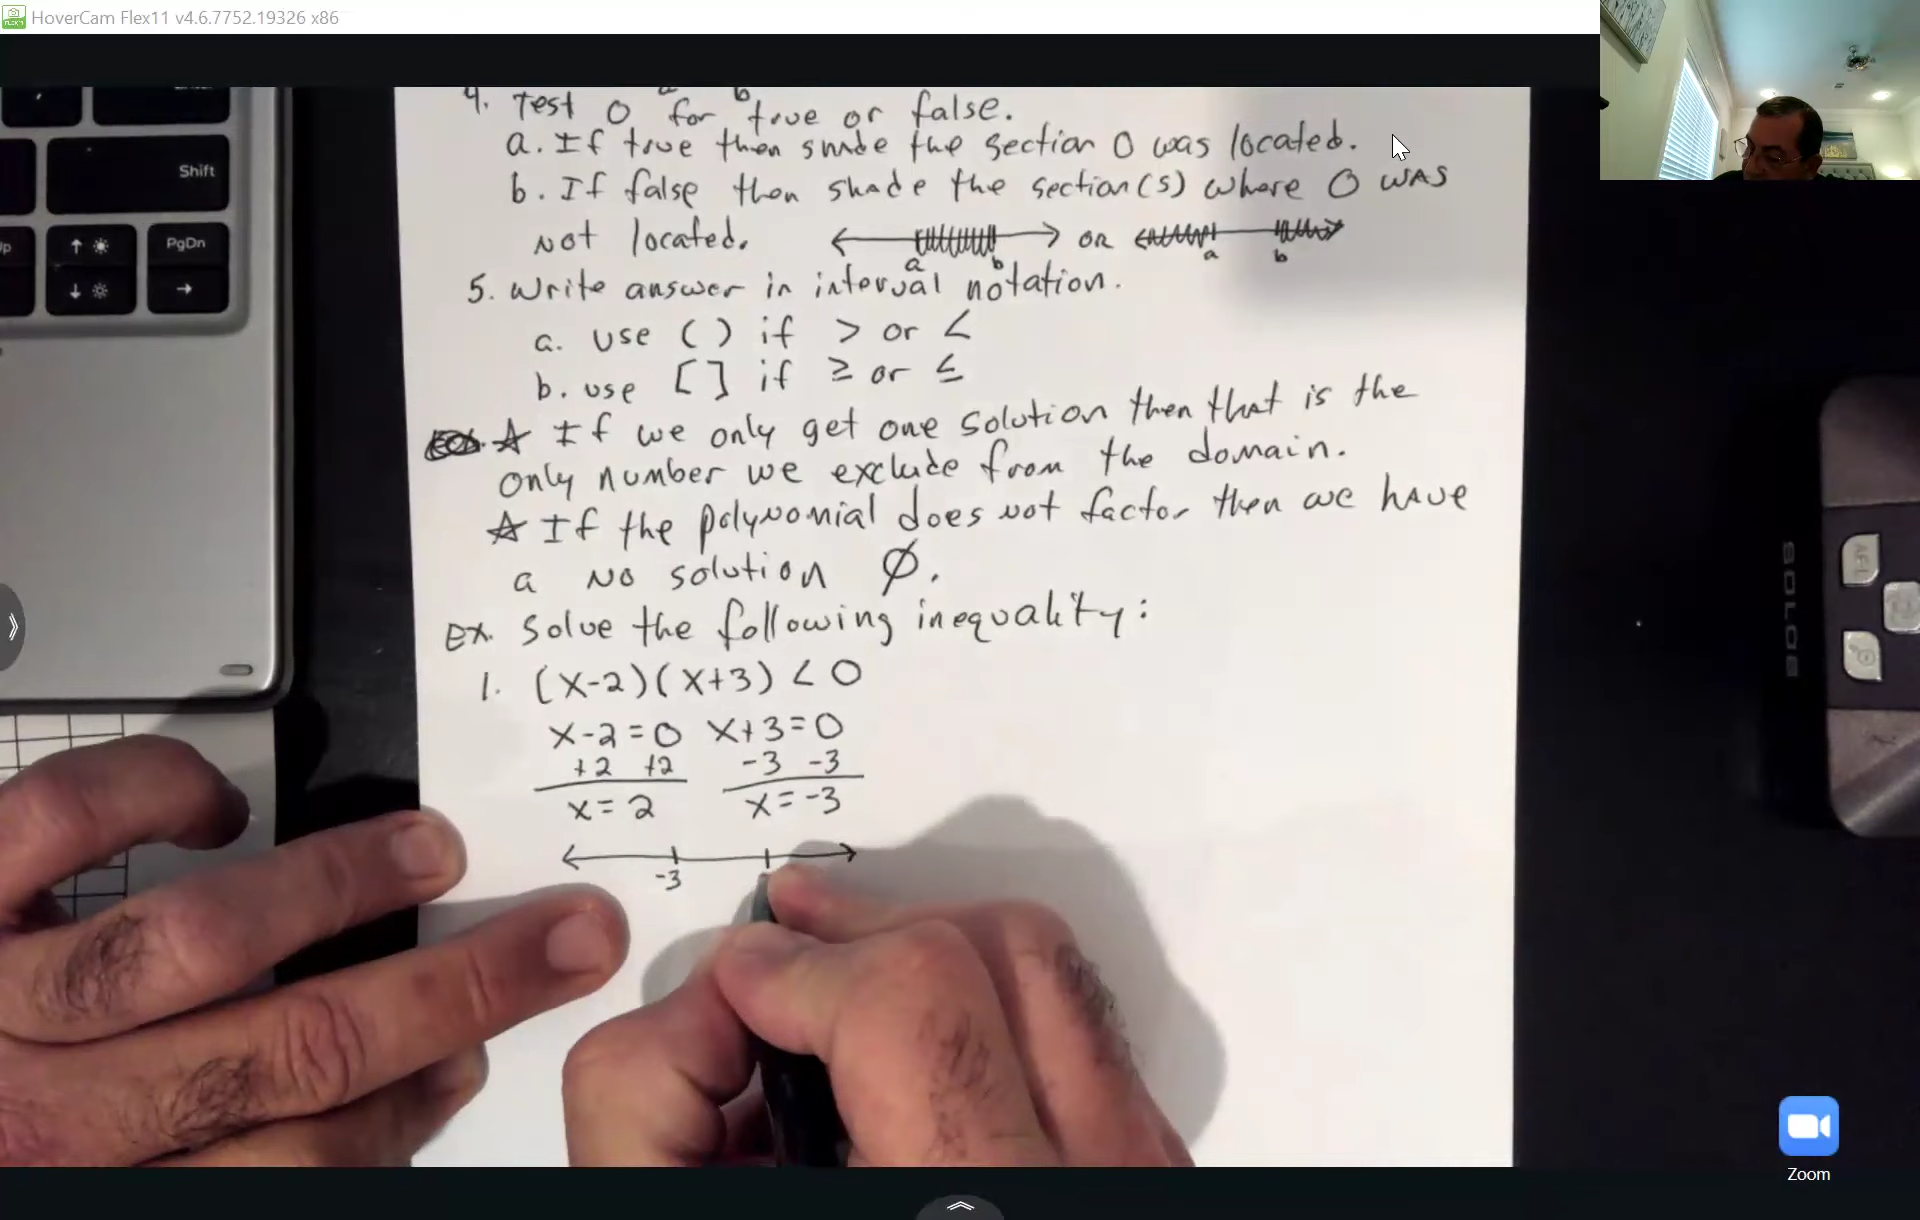 HoverCam Flex11 v4.6.7752.19326 x86
Shift
PgDn
4. Test 0 for true or false.
a b
a. If true then shade the section 0 was located.
b. If false then shade the section(s) where 0 was
not located. a b or a b
5. Write answer in interval notation.
a. use ( ) if > or <
b. use [ ] if ≥ or ≤
☆ If we only get one solution then that is the
only number we exclude from the domain.
☆ If the polynomial does not factor then we have
a no solution ∅.
Ex. Solve the following inequality:
1. (x-2)(x+3) < 0
x-2=0 x+3=0
+2 +2 -3 -3
x=2 x=-3
-3
SOLO8
AF
Zoom